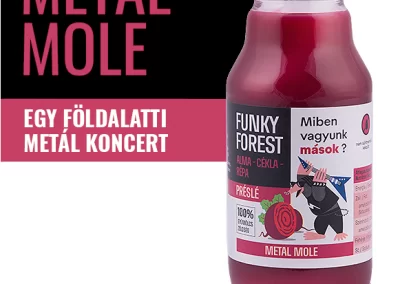 METAL
MOLE
EGY FÖLDALATTI
METÁL KONCERT
FUNKY
FOREST
ALMA - CÉKLA -
RÉPA
PRÉSLÉ
100%
Miben
vagyunk
mások?
METAL MOLE